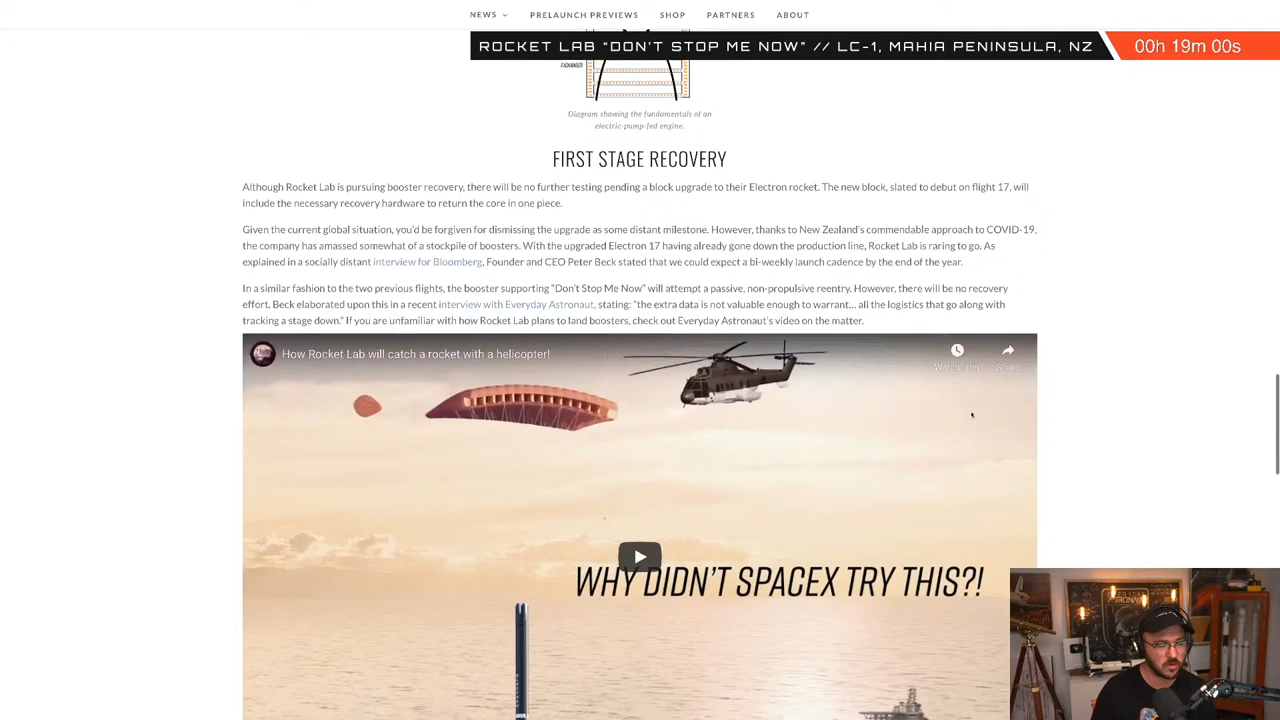 NEWS PRELAUNCH PREVIEWS SHOP PARTNERS ABOUT
ROCKET LAB “DON’T STOP ME NOW” // LC-1, MAHIA PENINSULA, NZ 00h 19m 00s
Diagram showing the fundamentals of an
electric-pump-fed engine.
FIRST STAGE RECOVERY
Although Rocket Lab is pursuing booster recovery, there will be no further testing pending a block upgrade to their Electron rocket. The new block, slated to debut on flight 17, will
include the necessary recovery hardware to return the core in one piece.
Given the current global situation, you’d be forgiven for dismissing the upgrade as some distant milestone. However, thanks to New Zealand’s commendable approach to COVID-19,
the company has amassed somewhat of a stockpile of boosters. With the upgraded Electron 17 having already gone down the production line, Rocket Lab is raring to go. As
explained in a socially distant interview for Bloomberg, Founder and CEO Peter Beck stated that we could expect a bi-weekly launch cadence by the end of the year.
In a similar fashion to the two previous flights, the booster supporting “Don’t Stop Me Now” will attempt a passive, non-propulsive reentry. However, there will be no recovery
effort. Beck elaborated upon this in a recent interview with Everyday Astronaut, stating: “the extra data is not valuable enough to warrant… all the logistics that go along with
tracking a stage down.” If you are unfamiliar with how Rocket Lab plans to land boosters, check out Everyday Astronaut’s video on the matter.
How Rocket Lab will catch a rocket with a helicopter!
Watch later Share
WHY DIDN’T SPACEX TRY THIS?!